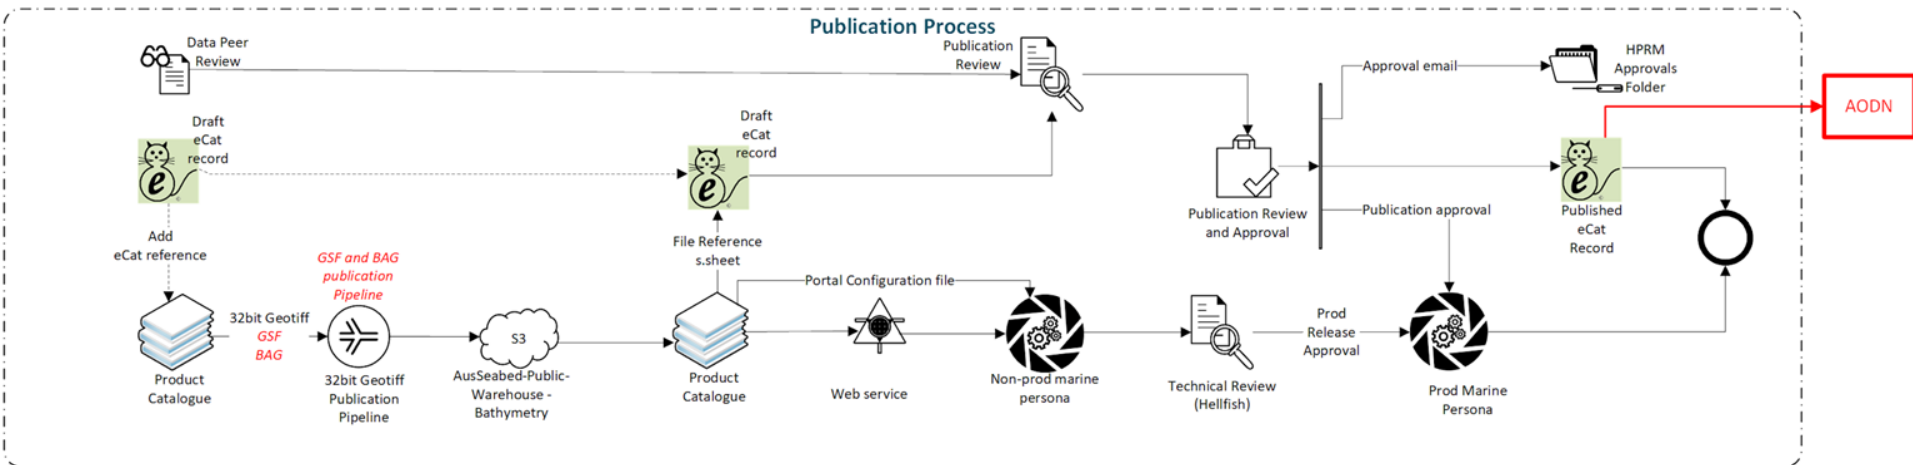 Publication Process
Data Peer
Review
Publication
Review
HPRM
Approvals
Folder
Approval email
AODN
Draft
eCat
record
Draft
eCat
record
e
e
e
Publication Review
and Approval
Publication approval
Published
eCat
Record
Add
eCat reference
File Reference
s.sheet
GSF and BAG
publication
Pipeline
Portal Configuration file
32bit Geotiff
GSF
BAG
S3
Prod
Release
Approval
Product
Catalogue
32bit Geotiff
Publication
Pipeline
AusSeabed-Public-
Warehouse -
Bathymetry
Product
Catalogue
Web service
Non-prod marine
persona
Technical Review
(Hellfish)
Prod Marine
Persona